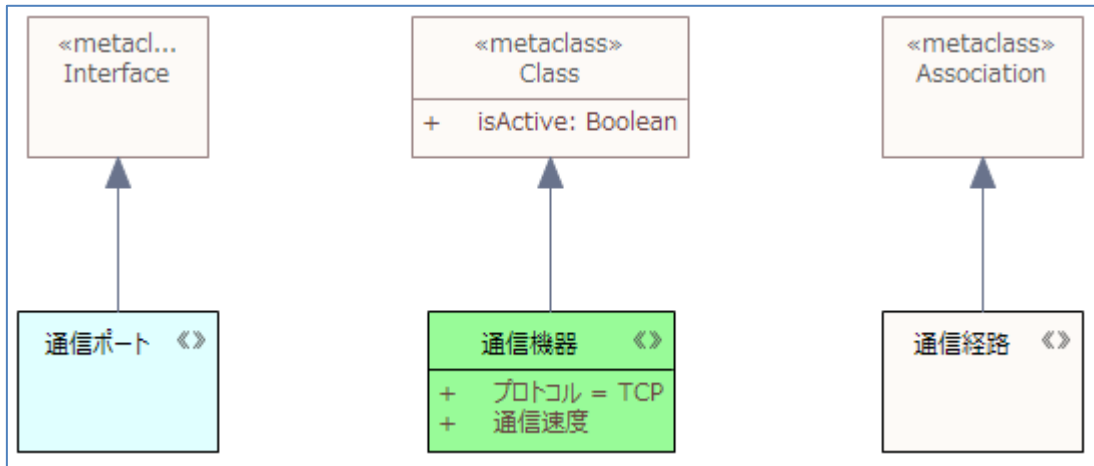 «metacl...
Interface
«metaclass»
Class
+ isActive: Boolean
«metaclass»
Association
通信ポート 《》
通信機器 《》
+ プロトコル = TCP
+ 通信速度
通信経路 《》